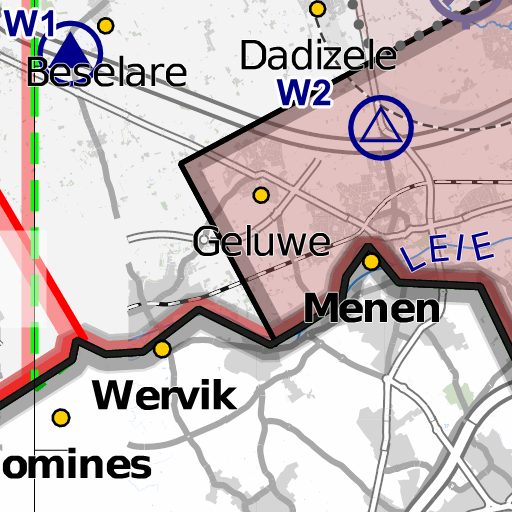 W1
Beselare
Dadizele
W2
Geluwe
LEIE
Menen
Wervik
omines